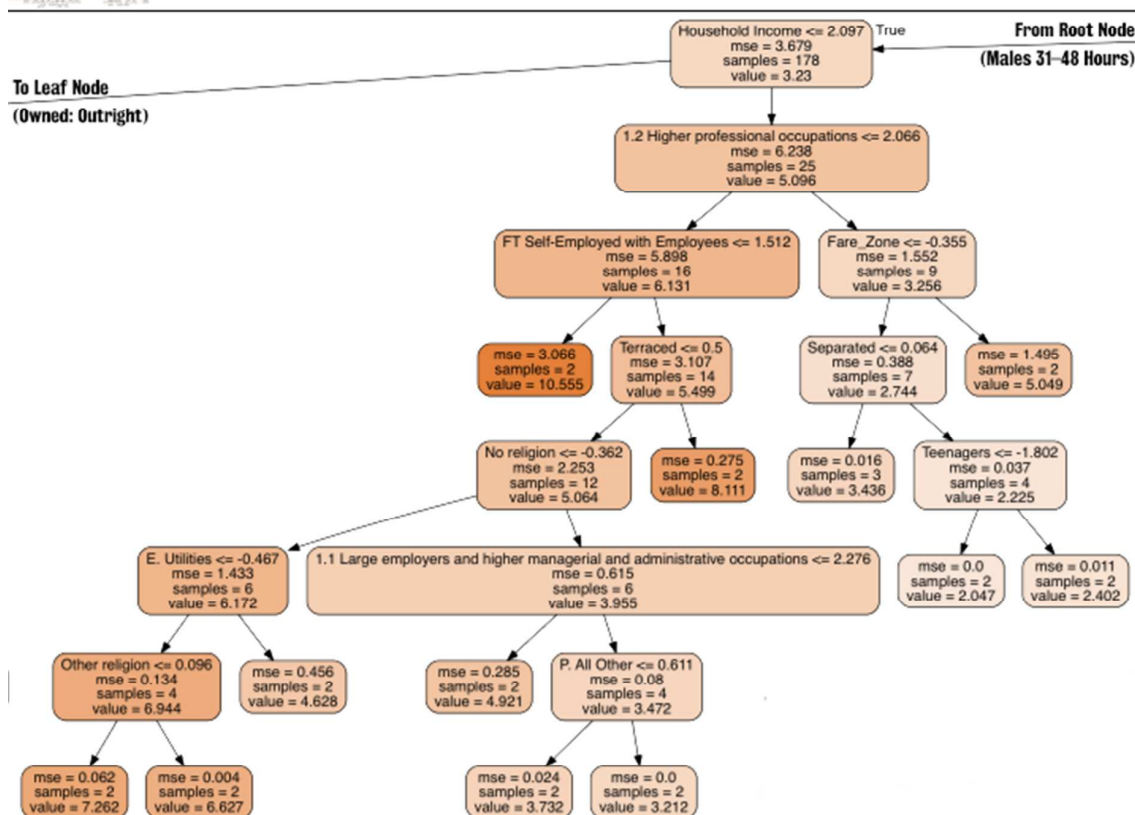 Household Income <= 2.097
mse = 3.679
samples = 178
value = 3.23
True
From Root Node
(Males 31–48 Hours)
To Leaf Node
(Owned: Outright)
1.2 Higher professional occupations <= 2.066
mse = 6.238
samples = 25
value = 5.096
FT Self-Employed with Employees <= 1.512
mse = 5.898
samples = 16
value = 6.131
Fare_Zone <= -0.355
mse = 1.552
samples = 9
value = 3.256
mse = 3.066
samples = 2
value = 10.555
Terraced <= 0.5
mse = 3.107
samples = 14
value = 5.499
Separated <= 0.064
mse = 0.388
samples = 7
value = 2.744
mse = 1.495
samples = 2
value = 5.049
No religion <= -0.362
mse = 2.253
samples = 12
value = 5.064
mse = 0.275
samples = 2
value = 8.111
mse = 0.016
samples = 3
value = 3.436
Teenagers <= -1.802
mse = 0.037
samples = 4
value = 2.225
E. Utilities <= -0.467
mse = 1.433
samples = 6
value = 6.172
1.1 Large employers and higher managerial and administrative occupations <= 2.276
mse = 0.615
samples = 6
value = 3.955
mse = 0.0
samples = 2
value = 2.047
mse = 0.011
samples = 2
value = 2.402
Other religion <= 0.096
mse = 0.134
samples = 4
value = 6.944
mse = 0.456
samples = 2
value = 4.628
mse = 0.285
samples = 2
value = 4.921
P. All Other <= 0.611
mse = 0.08
samples = 4
value = 3.472
mse = 0.062
samples = 2
value = 7.262
mse = 0.004
samples = 2
value = 6.627
mse = 0.024
samples = 2
value = 3.732
mse = 0.0
samples = 2
value = 3.212